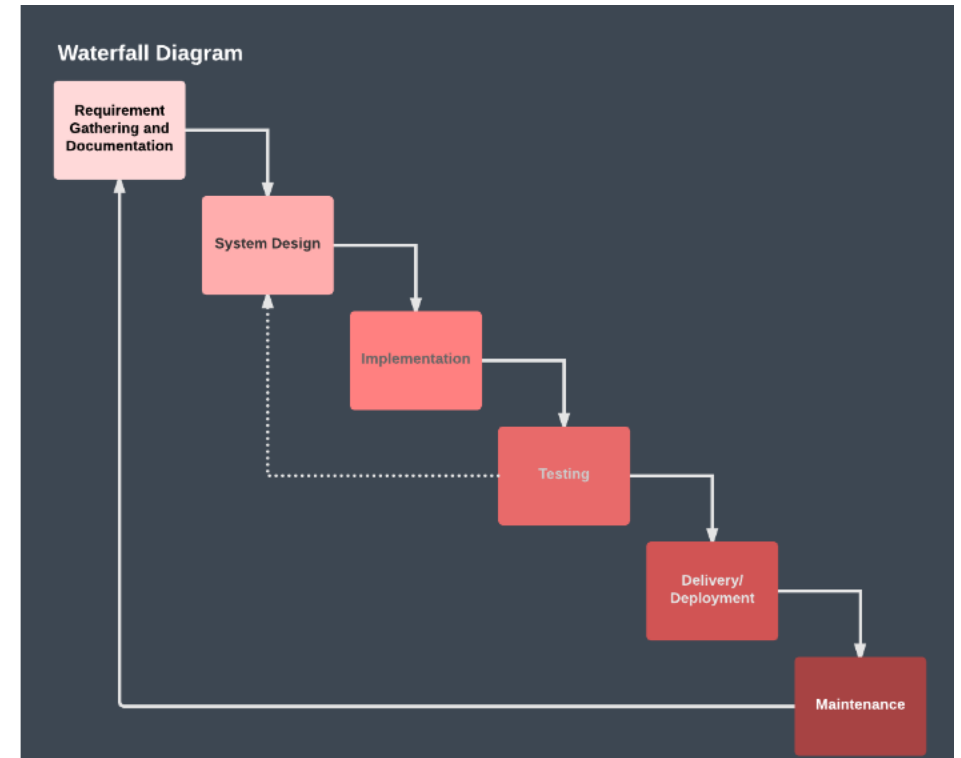 Waterfall Diagram
Requirement
Gathering and
Documentation
System Design
Implementation
Testing
Delivery/
Deployment
Maintenance